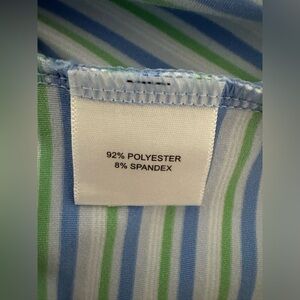 92% POLYESTER
8% SPANDEX